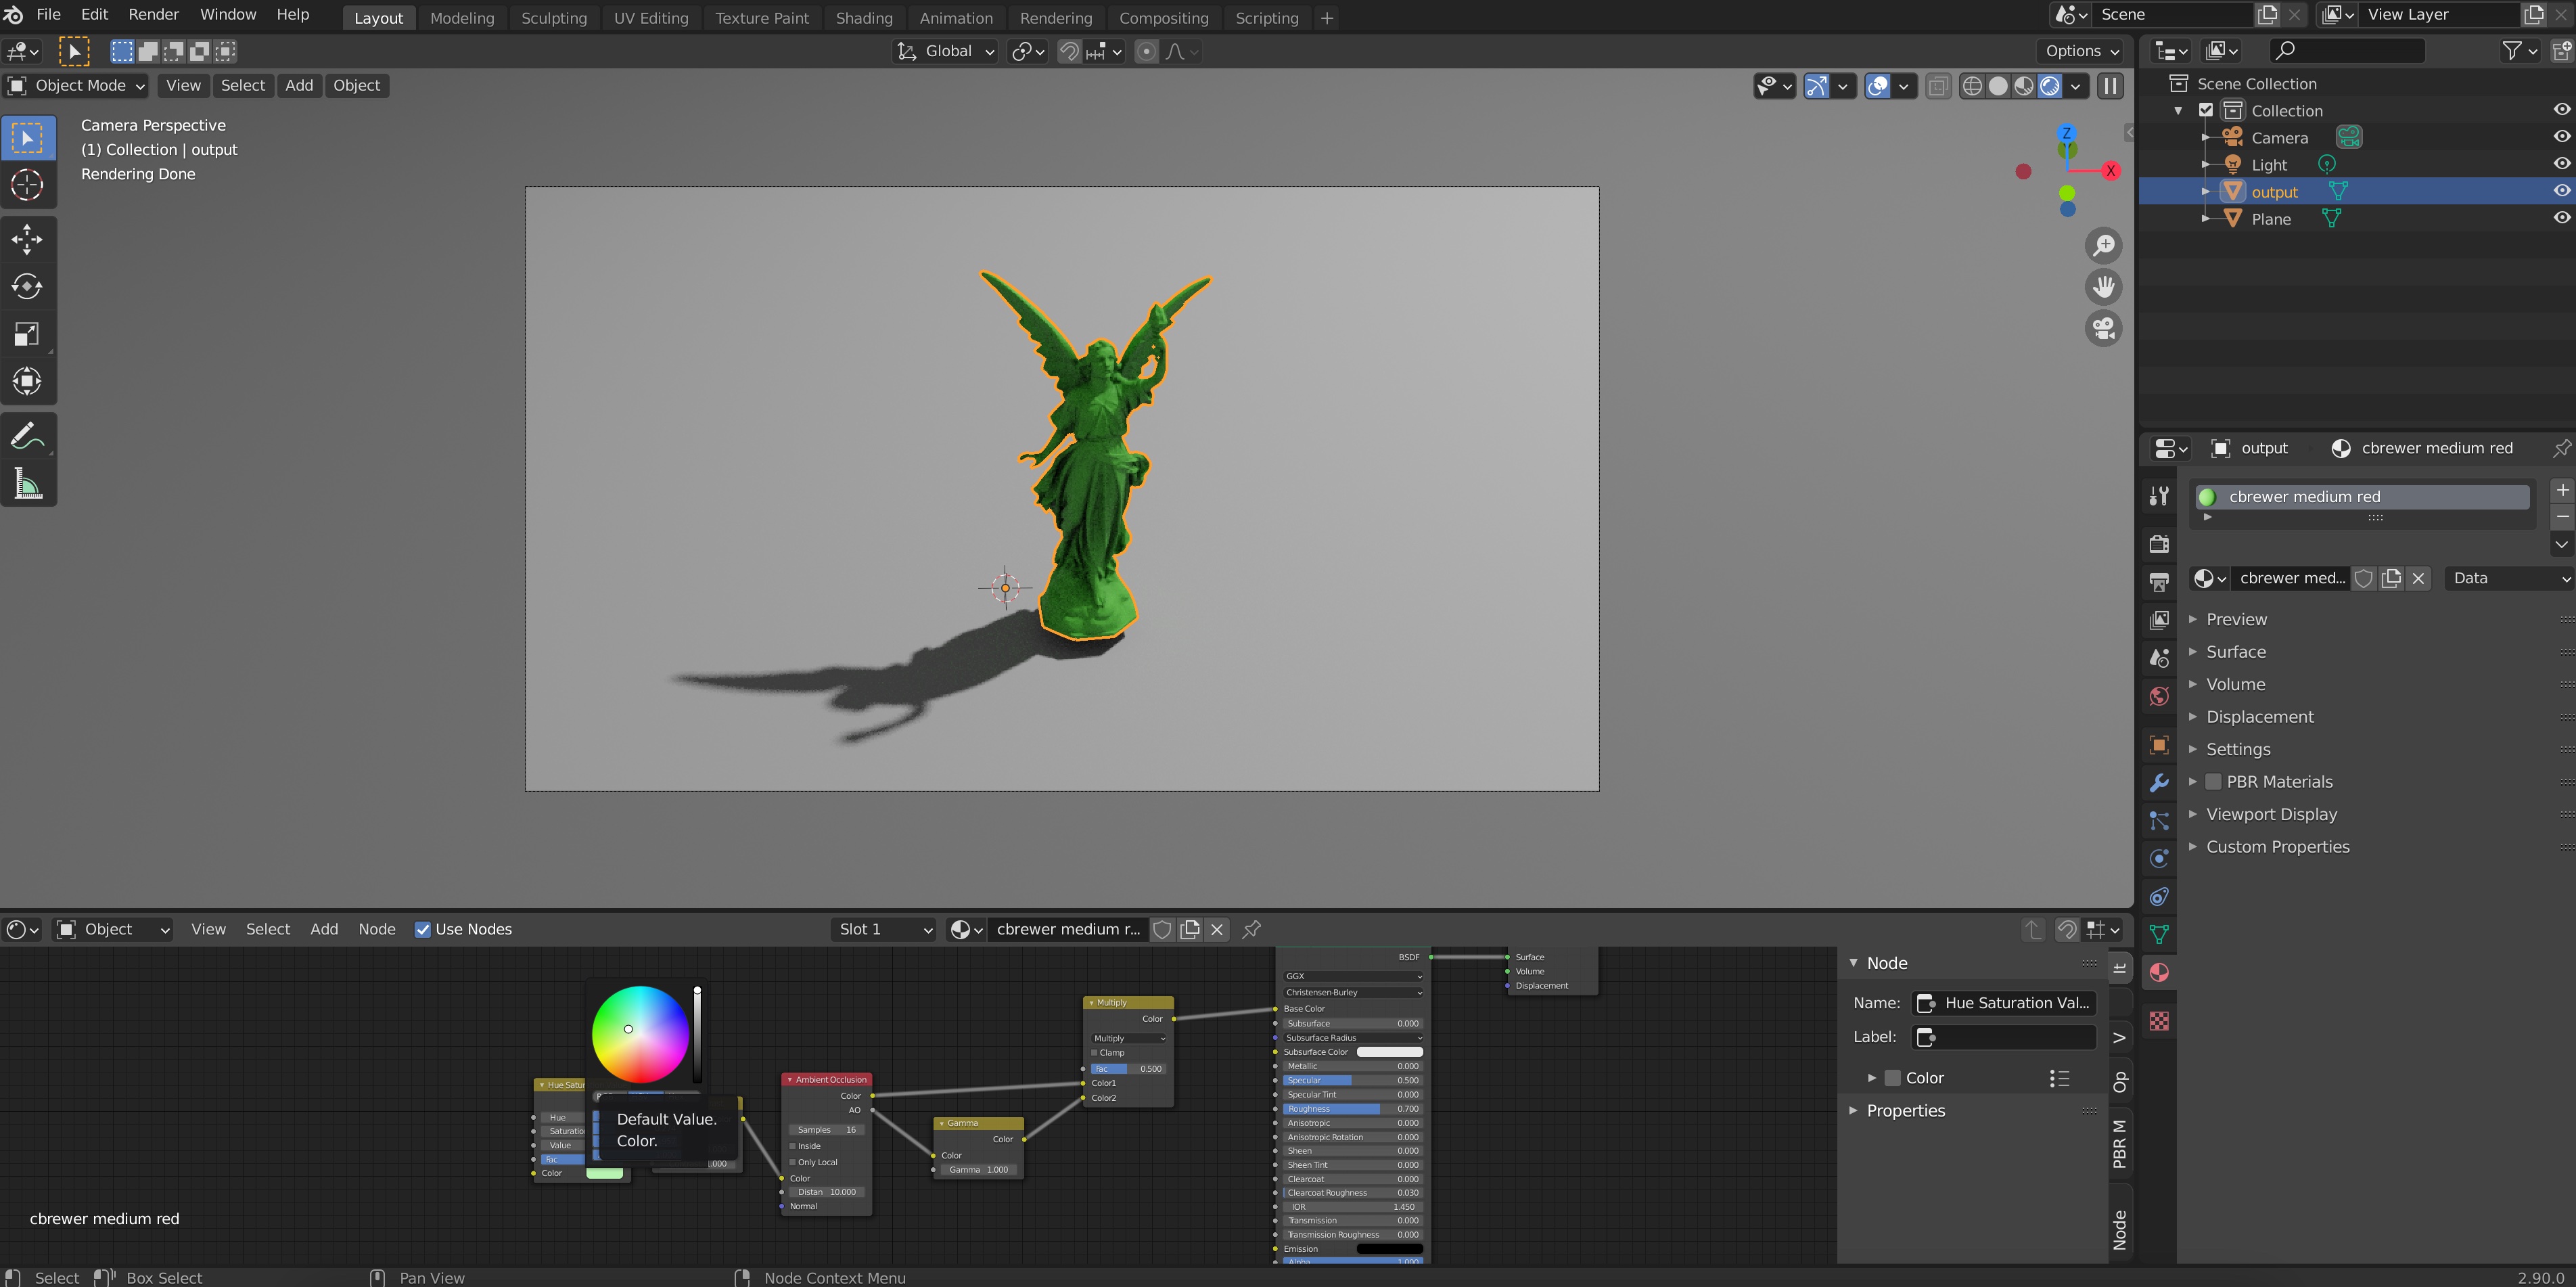 File Edit Render Window Help Layout Modeling Sculpting UV Editing Texture Paint Shading Animation Rendering Compositing Scripting + Scene View Layer
Global Options
Object Mode View Select Add Object
Camera Perspective
(1) Collection | output
Rendering Done
Z
X
Scene Collection
Collection
Camera
Light
output
Plane
output cbrewer medium red
cbrewer medium red
cbrewer med... Data
Preview
Surface
Volume
Displacement
Settings
PBR Materials
Viewport Display
Custom Properties
Object View Select Add Node Use Nodes Slot 1 cbrewer medium r...
Hue Satur
Hue
Saturatio
Value
Fac
Color
Default Value.
Color.
Ambient Occlusion
Color
AO
Samples 16
Inside
Only Local
Color
Distan 10.000
Normal
Gamma
Color
Color
Gamma 1.000
Multiply
Color
Multiply
Clamp
Fac 0.500
Color1
Color2
BSDF
GGX
Christensen-Burley
Base Color
Subsurface 0.000
Subsurface Radius
Subsurface Color
Metallic 0.000
Specular 0.500
Specular Tint 0.000
Roughness 0.700
Anisotropic 0.000
Anisotropic Rotation 0.000
Sheen 0.000
Sheen Tint 0.000
Clearcoat 0.000
Clearcoat Roughness 0.030
IOR 1.450
Transmission 0.000
Transmission Roughness 0.000
Emission
Alpha 1.000
Surface
Volume
Displacement
Node
Name: Hue Saturation Val...
Label:
Color
Properties
It
V
Op
PBR M
Node
cbrewer medium red
Select Box Select Pan View Node Context Menu 2.90.0